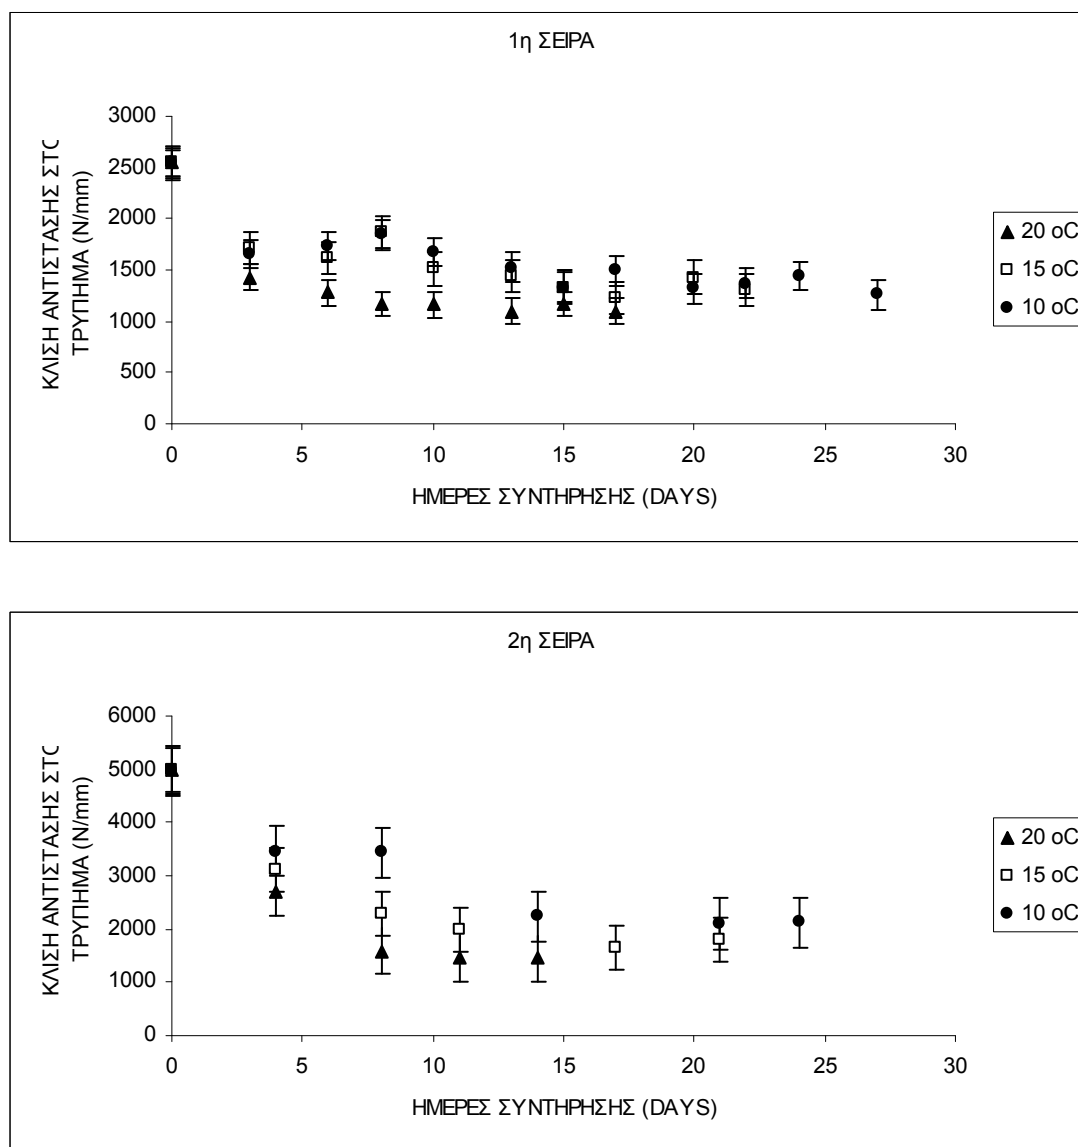 1η ΣΕΙΡΑ
ΚΛΙΣΗ ΑΝΤΙΣΤΑΣΗΣ ΣΤΟ
ΤΡΥΠΗΜΑ (N/mm)
3000
2500
2000
1500
1000
500
0
0 5 10 15 20 25 30
ΗΜΕΡΕΣ ΣΥΝΤΗΡΗΣΗΣ (DAYS)
20 oC
15 oC
10 oC
2η ΣΕΙΡΑ
ΚΛΙΣΗ ΑΝΤΙΣΤΑΣΗΣ ΣΤΟ
ΤΡΥΠΗΜΑ (N/mm)
6000
5000
4000
3000
2000
1000
0
0 5 10 15 20 25 30
ΗΜΕΡΕΣ ΣΥΝΤΗΡΗΣΗΣ (DAYS)
20 oC
15 oC
10 oC